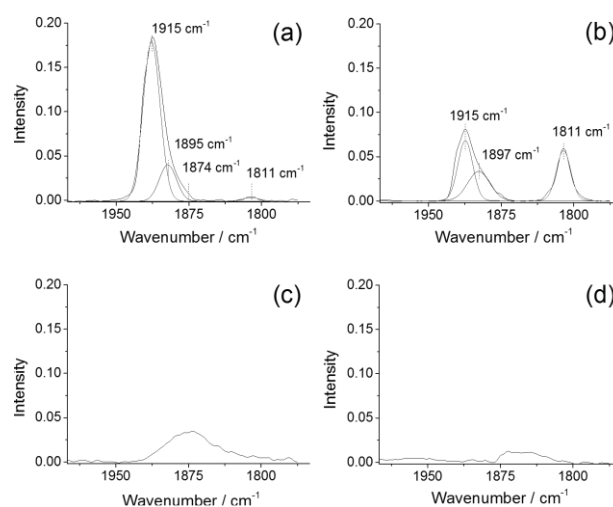 (a)
1915 cm⁻¹
1895 cm⁻¹
1874 cm⁻¹
1811 cm⁻¹
0.20
0.15
0.10
0.05
0.00
Intensity
1950 1875 1800
Wavenumber / cm⁻¹
(b)
1915 cm⁻¹
1897 cm⁻¹
1811 cm⁻¹
0.20
0.15
0.10
0.05
0.00
Intensity
1950 1875 1800
Wavenumber / cm⁻¹
(c)
0.20
0.15
0.10
0.05
0.00
Intensity
1950 1875 1800
Wavenumber / cm⁻¹
(d)
0.20
0.15
0.10
0.05
0.00
Intensity
1950 1875 1800
Wavenumber / cm⁻¹